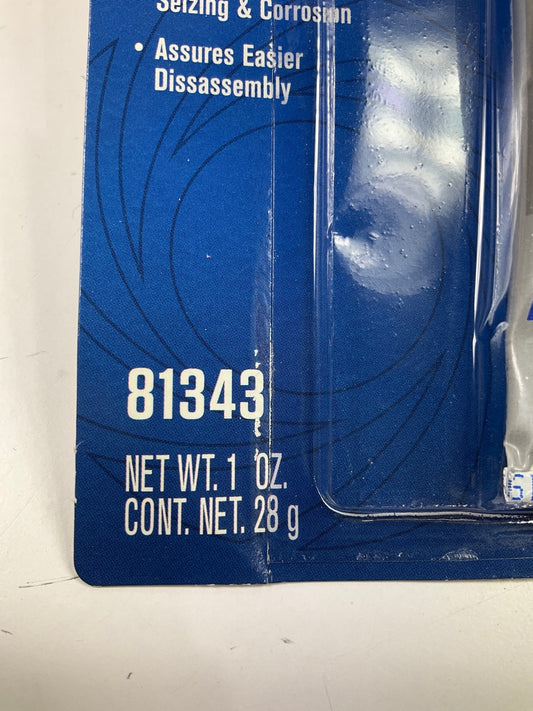 Seizing & Corrosion
• Assures Easier
Dissassembly
81343
NET WT. 1 OZ.
CONT. NET. 28 g